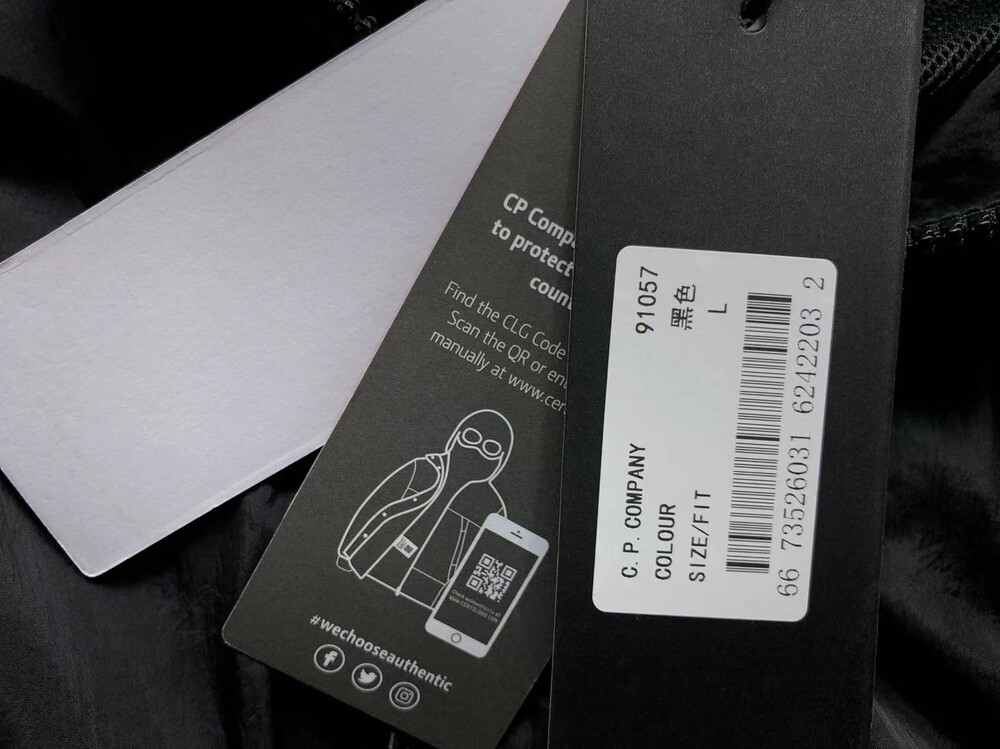 CP Comp
to protect
coun
Find the CLG Code
Scan the QR or ent
manually at www.cer
#wechooseauthentic
C.P.COMPANY 91057
COLOUR 黑色
SIZE/FIT L
66 73526031 6242203 2